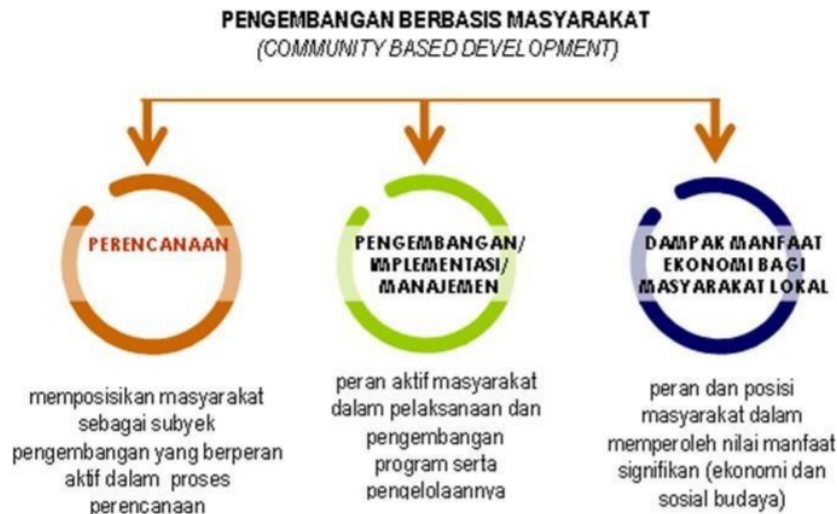 PENGEMBANGAN BERBASIS MASYARAKAT
(COMMUNITY BASED DEVELOPMENT)
PERENCANAAN
PENGEMBANGAN/
IMPLEMENTASI/
MANAJEMEN
DAMPAK MANFAAT
EKONOMI BAGI
MASYARAKAT LOKAL
memposisikan masyarakat
sebagai subyek
pengembangan yang berperan
aktif dalam proses
perencanaan
peran aktif masyarakat
dalam pelaksanaan dan
pengembangan
program serta
pengelolaannya
peran dan posisi
masyarakat dalam
memperoleh nilai manfaat
signifikan (ekonomi dan
sosial budaya)